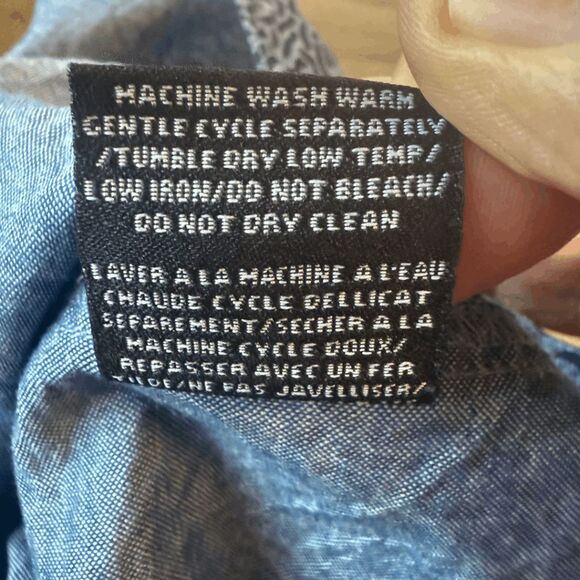 MACHINE WASH WARM
GENTLE CYCLE SEPARATELY
/TUMBLE DRY LOW TEMP/
LOW IRON/DO NOT BLEACH/
DO NOT DRY CLEAN
LAVER A LA MACHINE A L'EAU
CHAUDE CYCLE DELLICAT
SEPAREMENT/SECHER A LA
MACHINE CYCLE DOUX/
REPASSER AVEC UN FER
TIEDE/NE PAS JAVELLISER/